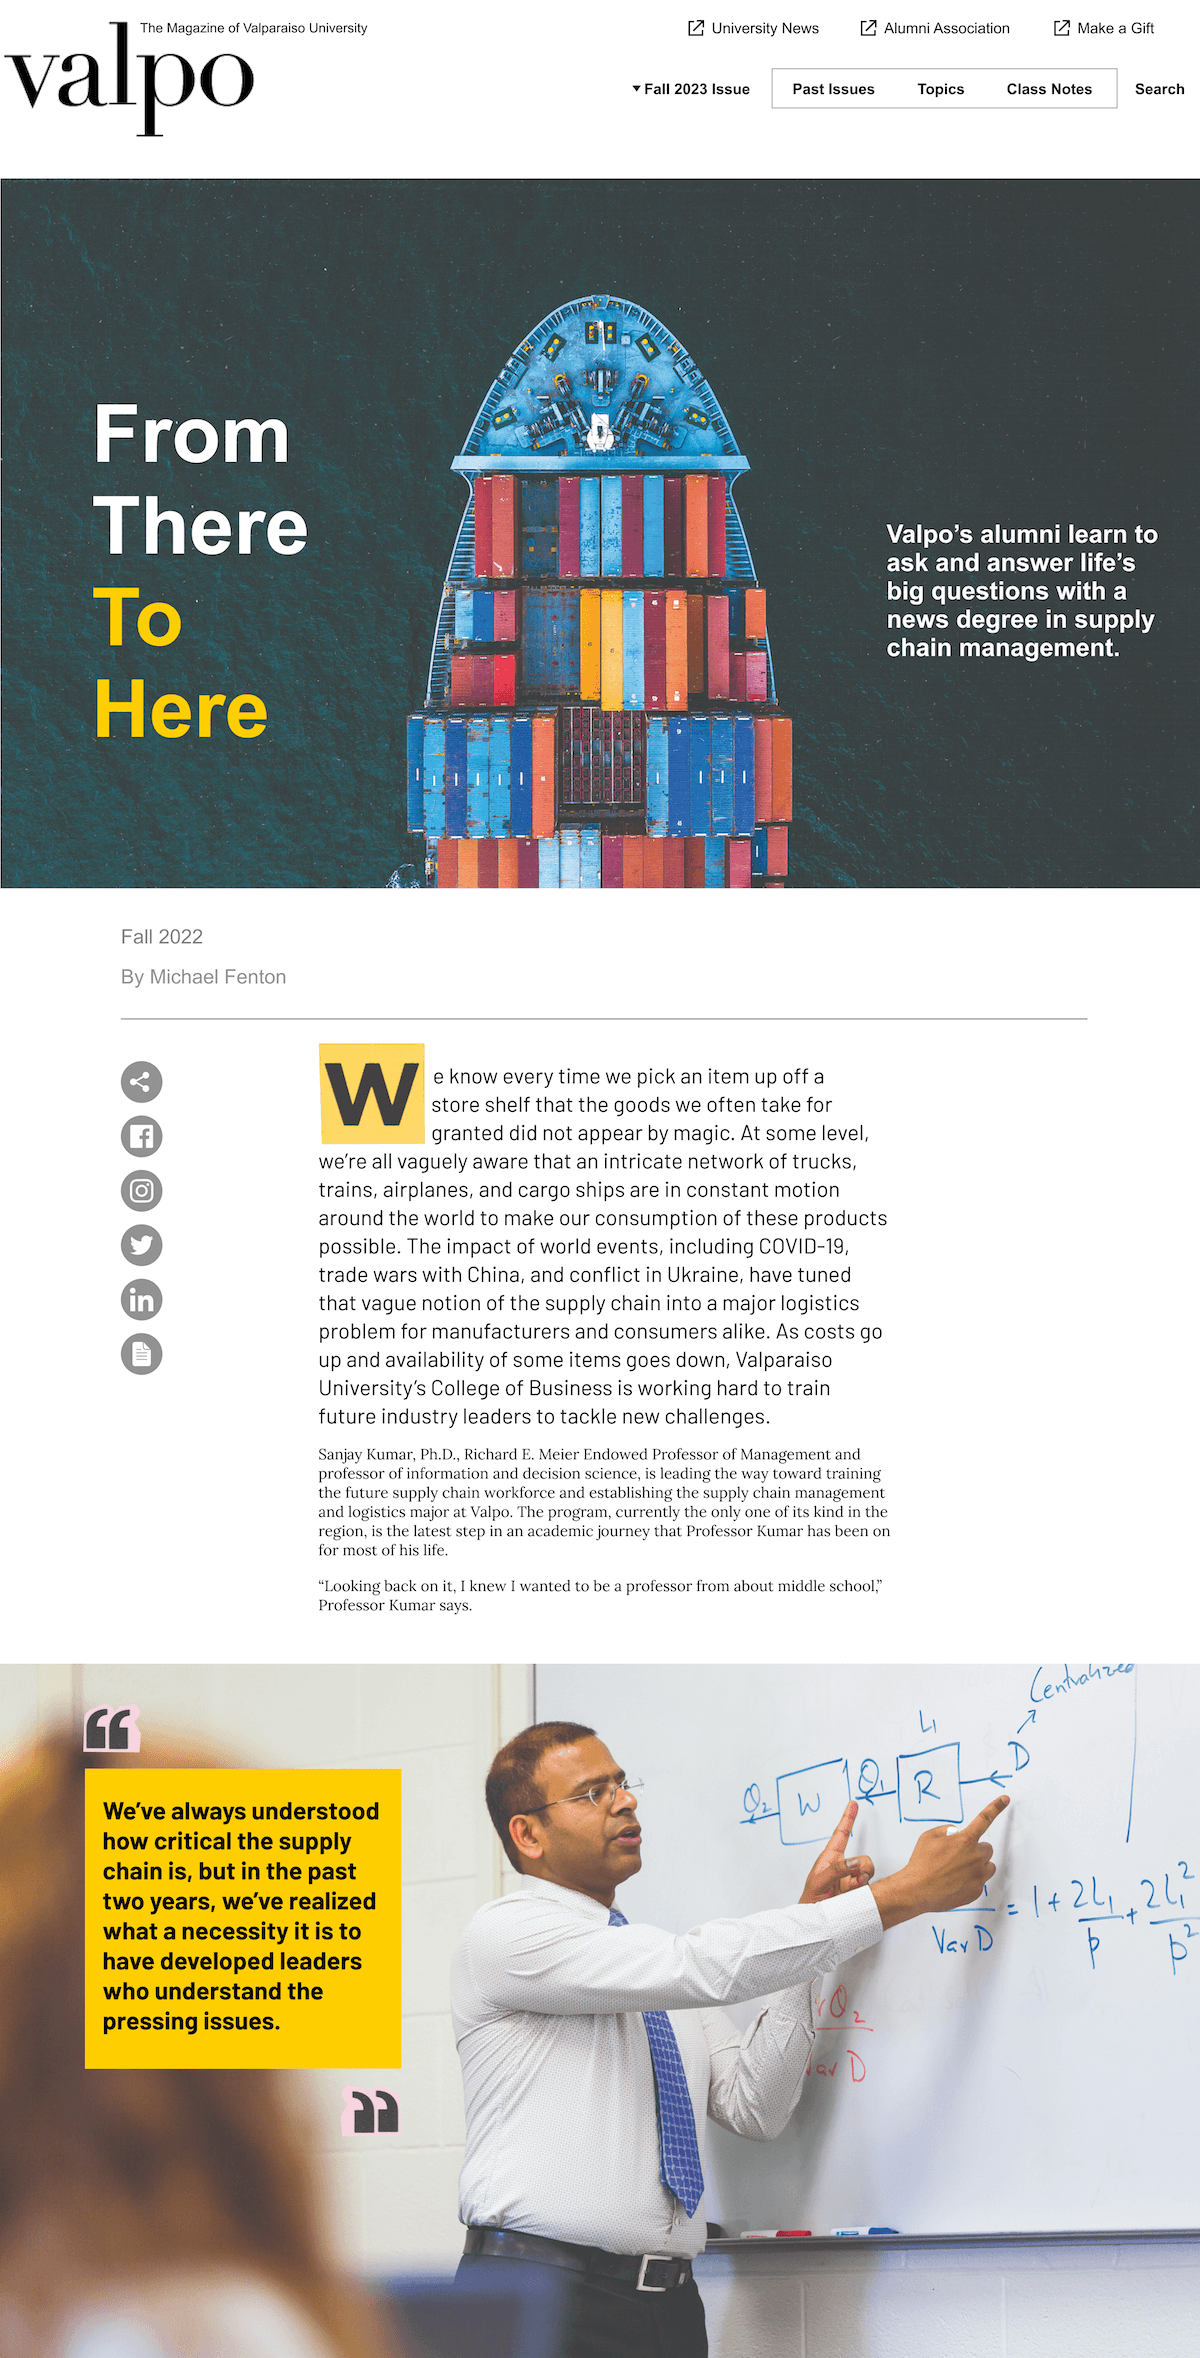 The Magazine of Valparaiso University
valpo
University News
Alumni Association
Make a Gift
Fall 2023 Issue
Past Issues
Topics
Class Notes
Search
From
There
To
Here
Valpo’s alumni learn to
ask and answer life’s
big questions with a
news degree in supply
chain management.
Fall 2022
By Michael Fenton
We know every time we pick an item up off a
store shelf that the goods we often take for
granted did not appear by magic. At some level,
we’re all vaguely aware that an intricate network of trucks,
trains, airplanes, and cargo ships are in constant motion
around the world to make our consumption of these products
possible. The impact of world events, including COVID-19,
trade wars with China, and conflict in Ukraine, have tuned
that vague notion of the supply chain into a major logistics
problem for manufacturers and consumers alike. As costs go
up and availability of some items goes down, Valparaiso
University’s College of Business is working hard to train
future industry leaders to tackle new challenges.
Sanjay Kumar, Ph.D., Richard E. Meier Endowed Professor of Management and
professor of information and decision science, is leading the way toward training
the future supply chain workforce and establishing the supply chain management
and logistics major at Valpo. The program, currently the only one of its kind in the
region, is the latest step in an academic journey that Professor Kumar has been on
for most of his life.
“Looking back on it, I knew I wanted to be a professor from about middle school,”
Professor Kumar says.
“
We’ve always understood
how critical the supply
chain is, but in the past
two years, we’ve realized
what a necessity it is to
have developed leaders
who understand the
pressing issues.
”
Centralized
L₁
Q₂ W Q₁ R D
Var D = 1 + 2L₁/p + 2L₁²/p²
Q₂
Var D